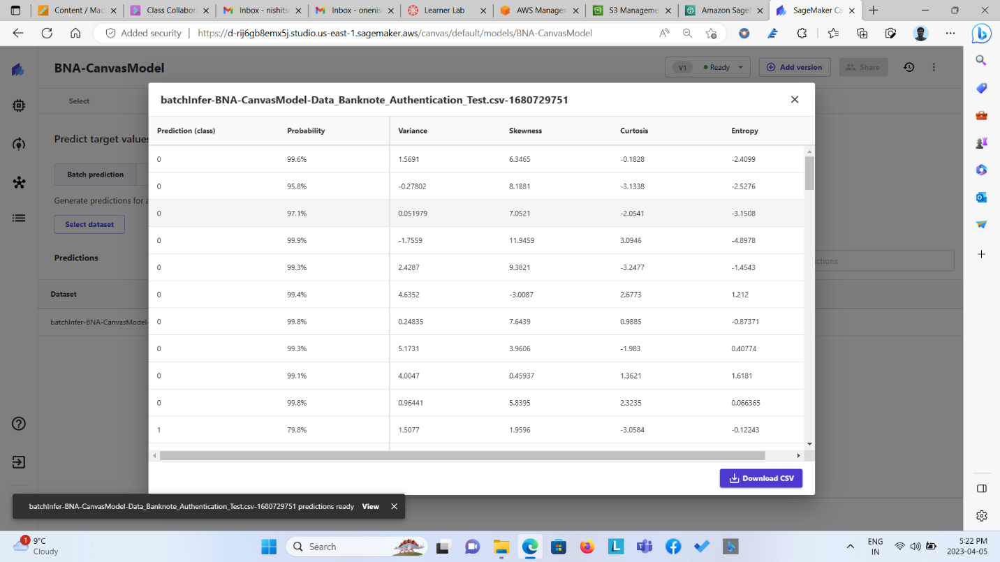 Content / Mac
Class Collabor
Inbox - nishits
Inbox - onenis
Learner Lab
AWS Manager
S3 Manageme
Amazon Sagel
SageMaker Ca
Added security
https://d-rij6gb8emx5j.studio.us-east-1.sagemaker.aws/canvas/default/models/BNA-CanvasModel
BNA-CanvasModel
V1 Ready
Add version
Share
Select
batchInfer-BNA-CanvasModel-Data_Banknote_Authentication_Test.csv-1680729751
Prediction (class) Probability Variance Skewness Curtosis Entropy
0 99.6% 1.5691 6.3465 -0.1828 -2.4099
0 95.8% -0.27802 8.1881 -3.1338 -2.5276
0 97.1% 0.051979 7.0521 -2.0541 -3.1508
0 99.9% -1.7559 11.9459 3.0946 -4.8978
0 99.3% 2.4287 9.3821 -3.2477 -1.4543
0 99.4% 4.6352 -3.0087 2.6773 1.212
0 99.8% 0.24835 7.6439 0.9885 -0.87371
0 99.3% 5.1731 3.9606 -1.983 0.40774
0 99.1% 4.0047 0.45937 1.3621 1.6181
0 99.8% 0.96441 5.8395 2.3235 0.066365
1 79.8% 1.5077 1.9596 -3.0584 -0.12243
Download CSV
Predict target values
Batch prediction
Generate predictions for a
Select dataset
Predictions
ctions
Dataset
batchInfer-BNA-CanvasModel-
batchInfer-BNA-CanvasModel-Data_Banknote_Authentication_Test.csv-1680729751 predictions ready View
1
9°C
Cloudy
Search
L
ENG
IN
5:22 PM
2023-04-05